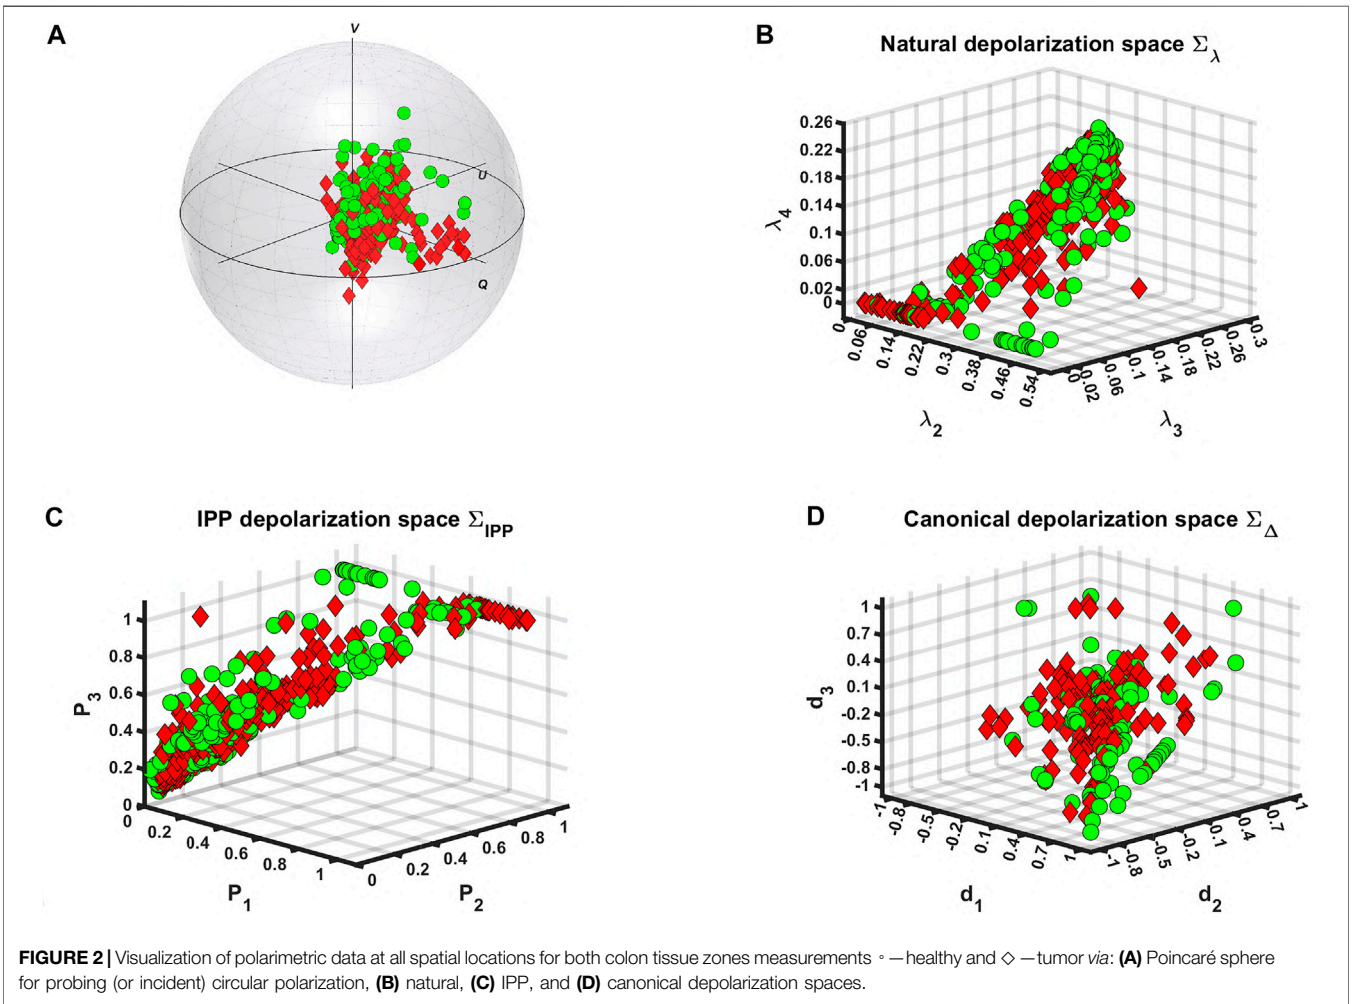 A
V
U
Q
B
Natural depolarization space Σλ
0.26
0.22
0.18
0.14
0.1
0.06
0.02
0
λ4
0 0.06 0.14 0.22 0.3 0.38 0.46 0.54
λ2
0 0.02 0.06 0.1 0.14 0.18 0.22 0.26 0.3
λ3
C
IPP depolarization space ΣIPP
1
0.8
0.6
0.4
0.2
0
P3
0 0.2 0.4 0.6 0.8 1
P1
0 0.2 0.4 0.6 0.8 1
P2
D
Canonical depolarization space ΣΔ
1
0.7
0.4
0.1
-0.2
-0.5
-0.8
-1
d3
-1 -0.8 -0.5 -0.2 0.1 0.4 0.7 1
d1
-1 -0.8 -0.5 -0.2 0.1 0.4 0.7 1
d2
FIGURE 2 | Visualization of polarimetric data at all spatial locations for both colon tissue zones measurements ◦ —healthy and ◇ —tumor via: (A) Poincaré sphere
for probing (or incident) circular polarization, (B) natural, (C) IPP, and (D) canonical depolarization spaces.